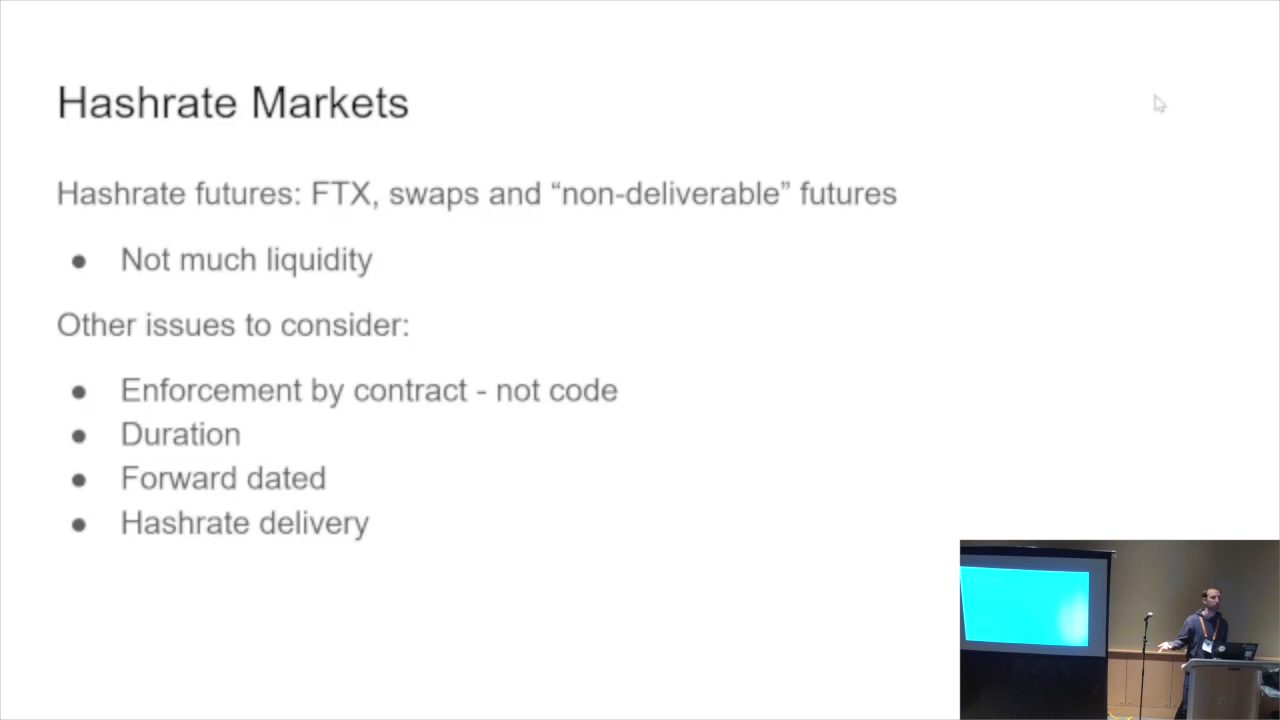 Hashrate Markets
Hashrate futures: FTX, swaps and “non-deliverable” futures
● Not much liquidity
Other issues to consider:
● Enforcement by contract - not code
● Duration
● Forward dated
● Hashrate delivery